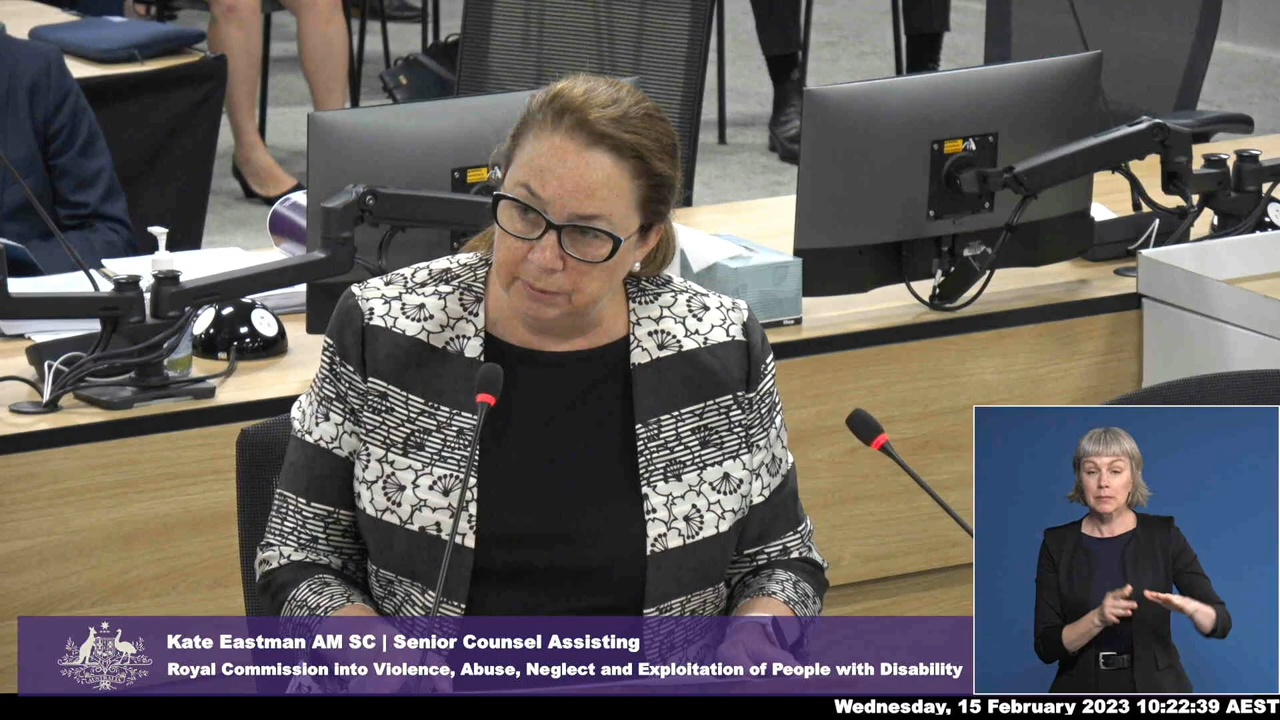 Kate Eastman AM SC | Senior Counsel Assisting
Royal Commission into Violence, Abuse, Neglect and Exploitation of People with Disability
Wednesday, 15 February 2023 10:22:39 AEST